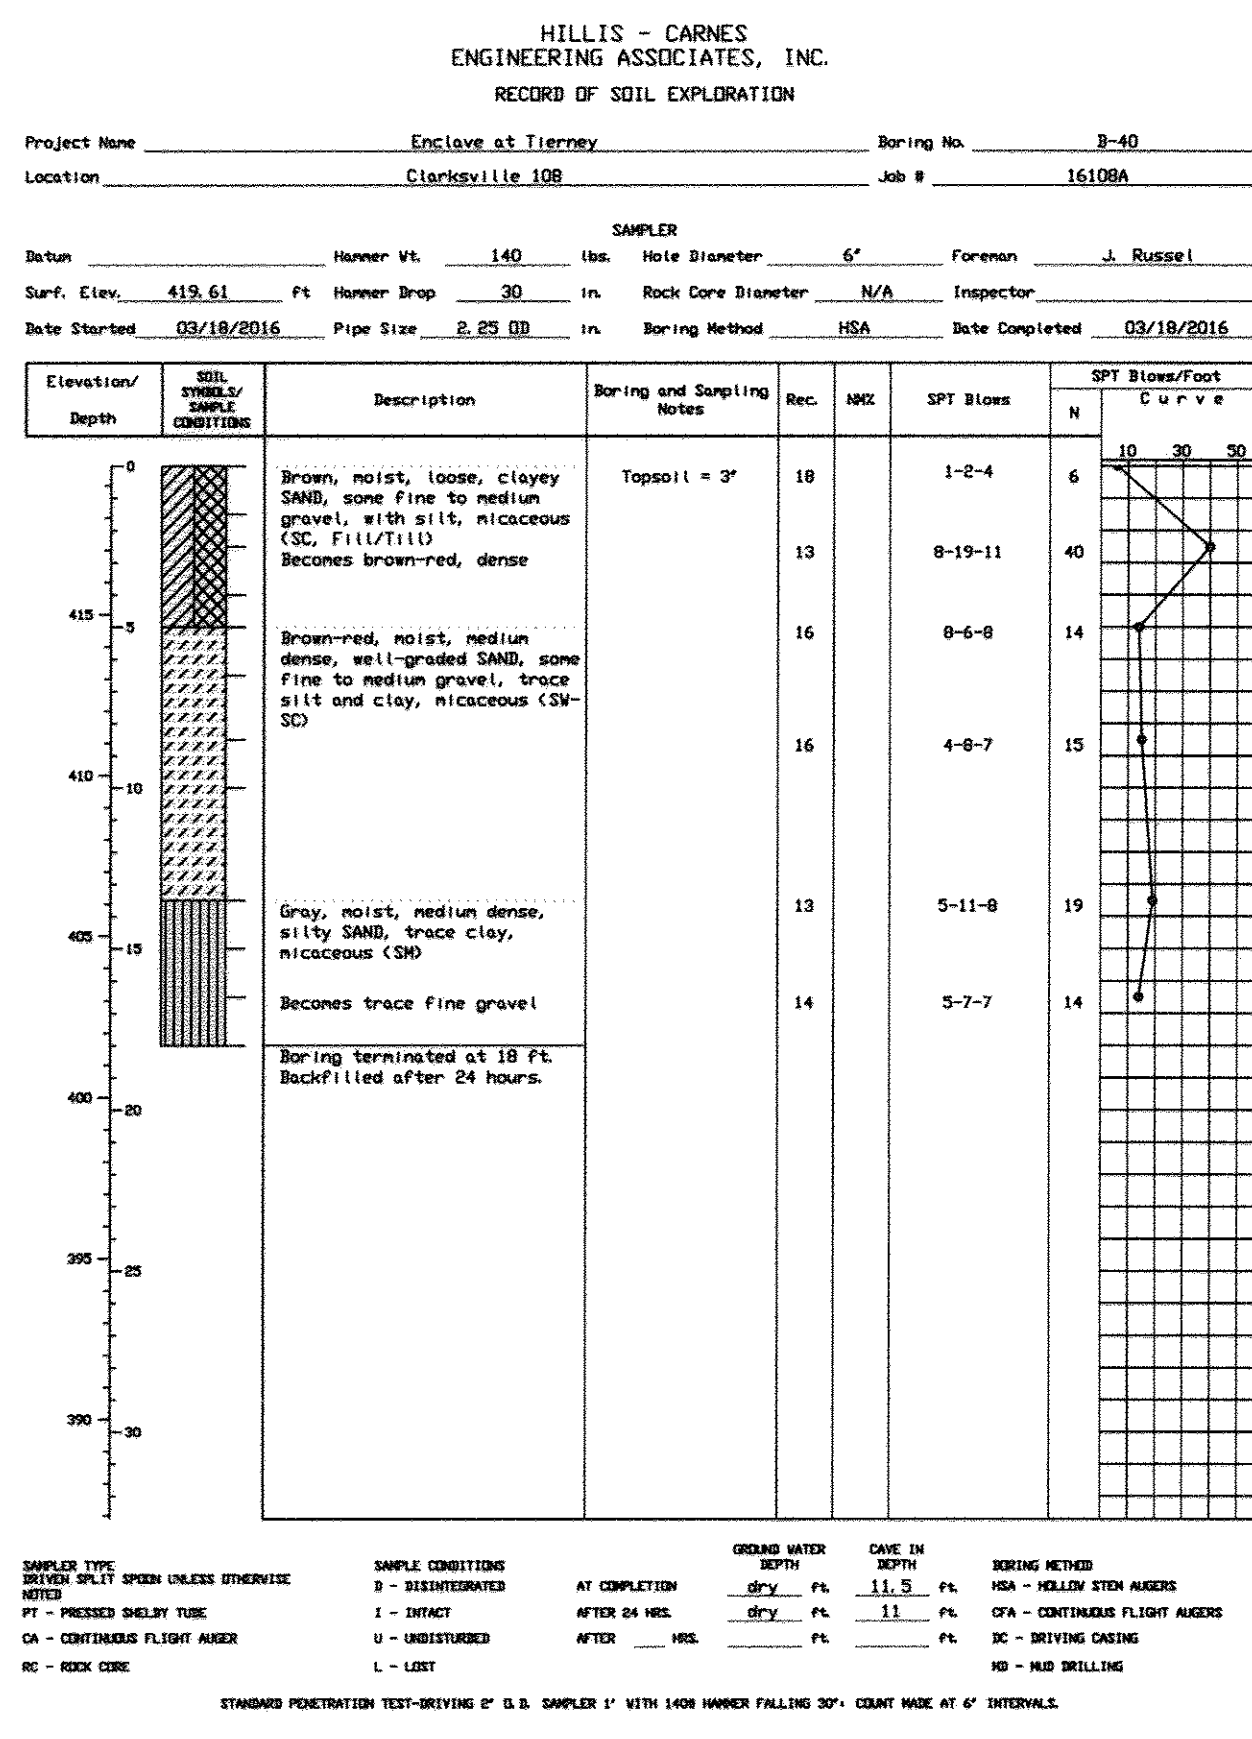 HILLIS - CARNES
ENGINEERING ASSOCIATES, INC.
RECORD OF SOIL EXPLORATION
Project Name Enclave at Tierney Boring No. B-40
Location Clarksville 108 Job # 16108A
SAMPLER
Datum Hammer Wt. 140 lbs. Hole Diameter 6" Foreman J. Russel
Surf. Elev. 419.61 ft Hammer Drop 30 in. Rock Core Diameter N/A Inspector
Date Started 03/18/2016 Pipe Size 2.25 OD in. Boring Method HSA Date Completed 03/18/2016
Elevation/
Depth
SOIL
SYMBOLS/
SAMPLE
CONDITIONS
Description
Boring and Sampling
Notes
Rec.
NM%
SPT Blows
SPT Blows/Foot
N
Curve
10 30 50
0
Brown, moist, loose, clayey
SAND, some fine to medium
gravel, with silt, micaceous
(SC, Fill/Till)
Becomes brown-red, dense
Topsoil = 3"
18 1-2-4 6
13 8-19-11 40
415
5
Brown-red, moist, medium
dense, well-graded SAND, some
fine to medium gravel, trace
silt and clay, micaceous (SW-
SC)
16 8-6-8 14
16 4-8-7 15
410
10
Gray, moist, medium dense,
silty SAND, trace clay,
micaceous (SM)
13 5-11-8 19
405
15
Becomes trace fine gravel
14 5-7-7 14
Boring terminated at 18 ft.
Backfilled after 24 hours.
400
20
395
25
390
30
SAMPLER TYPE
DRIVEN SPLIT SPOON UNLESS OTHERWISE
NOTED
PT - PRESSED SHELBY TUBE
CA - CONTINUOUS FLIGHT AUGER
RC - ROCK CORE
SAMPLE CONDITIONS
D - DISINTEGRATED
I - INTACT
U - UNDISTURBED
L - LOST
GROUND WATER
DEPTH
CAVE IN
DEPTH
AT COMPLETION dry ft. 11.5 ft.
AFTER 24 HRS. dry ft. 11 ft.
AFTER ____ HRS. ft. ft.
BORING METHOD
HSA - HOLLOW STEM AUGERS
CFA - CONTINUOUS FLIGHT AUGERS
DC - DRIVING CASING
MD - MUD DRILLING
STANDARD PENETRATION TEST-DRIVING 2" O.D. SAMPLER 1' WITH 140# HAMMER FALLING 30": COUNT MADE AT 6" INTERVALS.